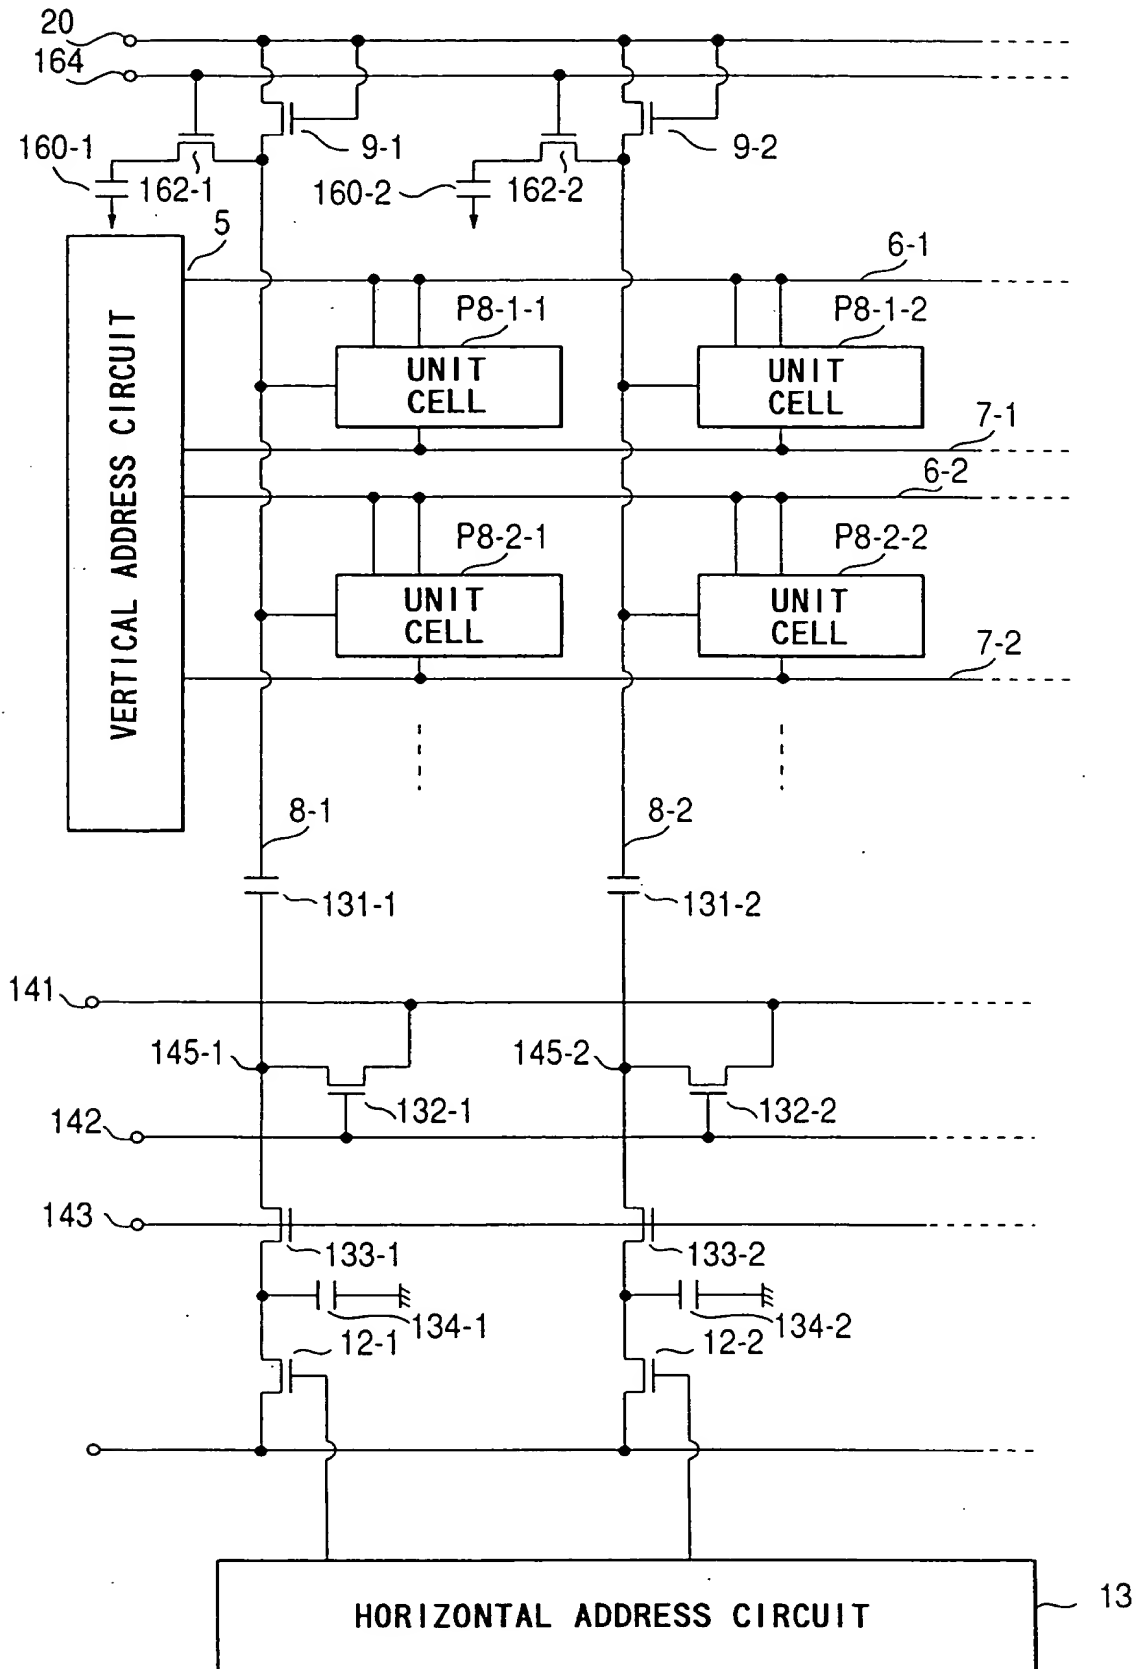 20
164
160-1
162-1
9-1
160-2
162-2
9-2
5
6-1
P8-1-1
P8-1-2
UNIT
CELL
UNIT
CELL
7-1
6-2
P8-2-1
P8-2-2
UNIT
CELL
UNIT
CELL
7-2
VERTICAL ADDRESS CIRCUIT
8-1
8-2
131-1
131-2
141
145-1
145-2
132-1
132-2
142
143
133-1
133-2
134-1
134-2
12-1
12-2
HORIZONTAL ADDRESS CIRCUIT
13